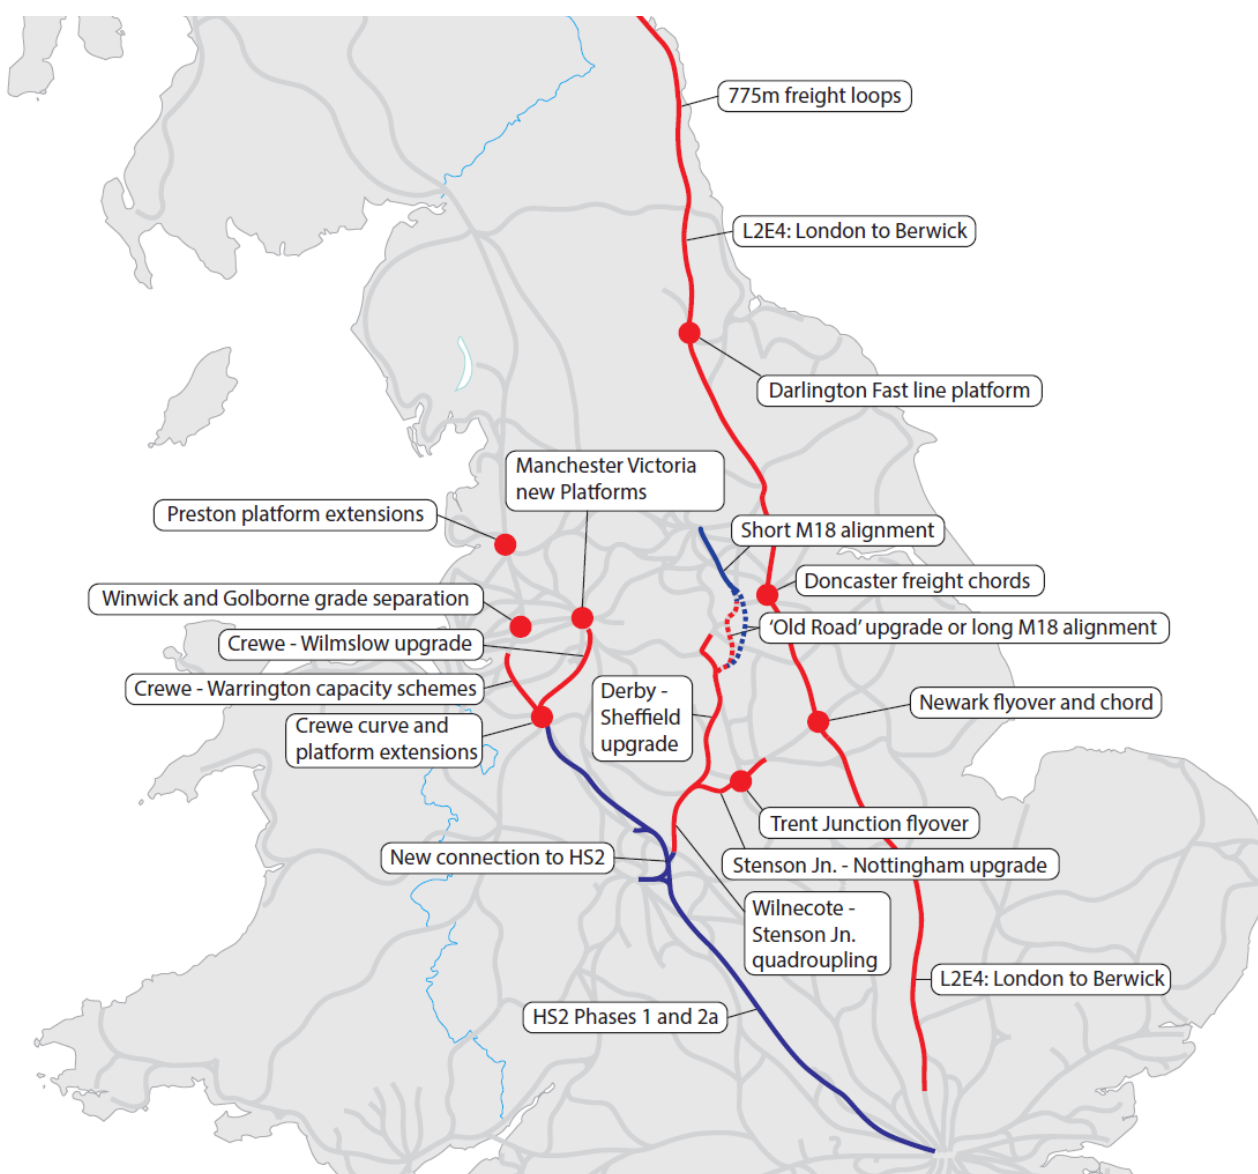 775m freight loops
L2E4: London to Berwick
Darlington Fast line platform
Manchester Victoria
new Platforms
Preston platform extensions
Short M18 alignment
Doncaster freight chords
Winwick and Golborne grade separation
'Old Road' upgrade or long M18 alignment
Crewe - Wilmslow upgrade
Crewe - Warrington capacity schemes
Derby -
Sheffield
upgrade
Newark flyover and chord
Crewe curve and
platform extensions
Trent Junction flyover
New connection to HS2
Stenson Jn. - Nottingham upgrade
Wilnecote -
Stenson Jn.
quadroupling
L2E4: London to Berwick
HS2 Phases 1 and 2a